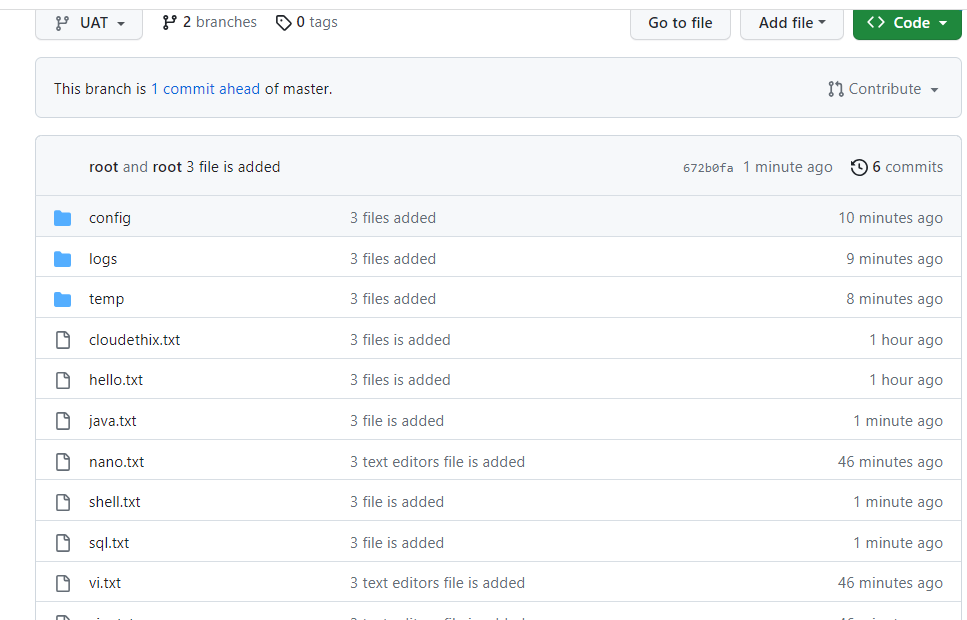 UAT 2 branches 0 tags Go to file Add file Code
This branch is 1 commit ahead of master. Contribute
root and root 3 file is added 672b0fa 1 minute ago 6 commits
config 3 files added 10 minutes ago
logs 3 files added 9 minutes ago
temp 3 files added 8 minutes ago
cloudethix.txt 3 files is added 1 hour ago
hello.txt 3 files is added 1 hour ago
java.txt 3 file is added 1 minute ago
nano.txt 3 text editors file is added 46 minutes ago
shell.txt 3 file is added 1 minute ago
sql.txt 3 file is added 1 minute ago
vi.txt 3 text editors file is added 46 minutes ago